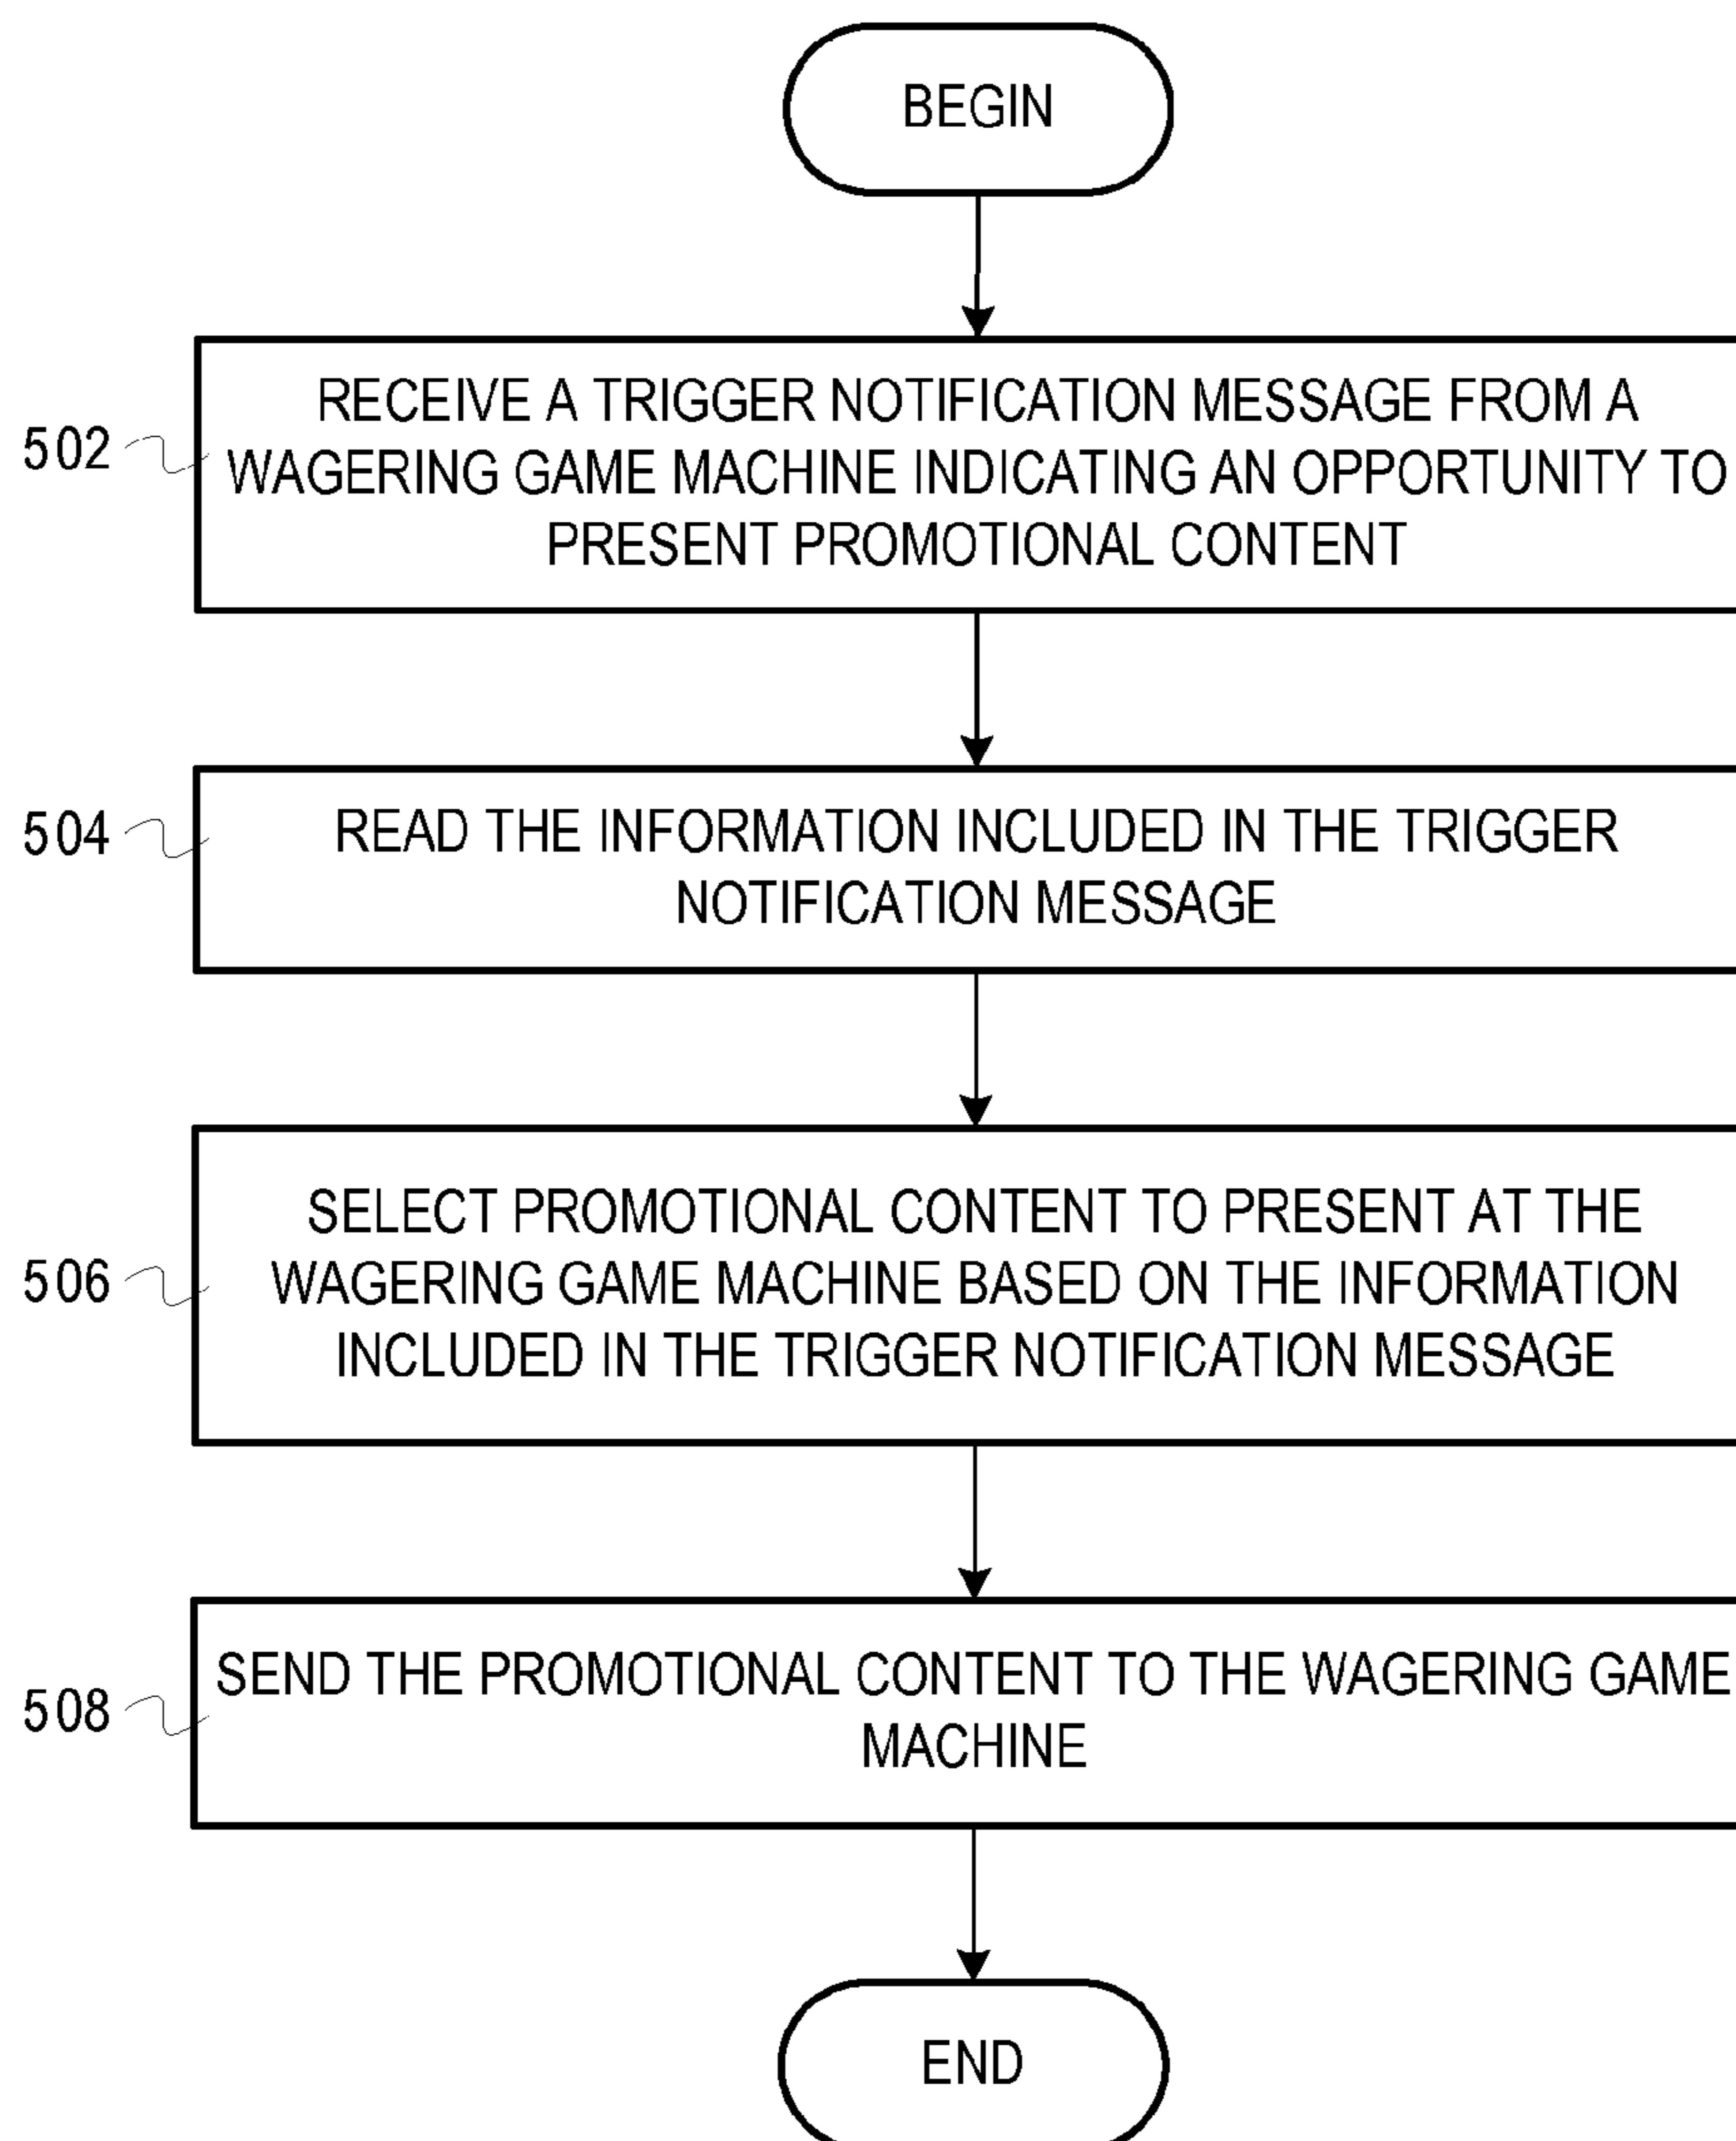 BEGIN
502
RECEIVE A TRIGGER NOTIFICATION MESSAGE FROM A
WAGERING GAME MACHINE INDICATING AN OPPORTUNITY TO
PRESENT PROMOTIONAL CONTENT
504
READ THE INFORMATION INCLUDED IN THE TRIGGER
NOTIFICATION MESSAGE
506
SELECT PROMOTIONAL CONTENT TO PRESENT AT THE
WAGERING GAME MACHINE BASED ON THE INFORMATION
INCLUDED IN THE TRIGGER NOTIFICATION MESSAGE
508
SEND THE PROMOTIONAL CONTENT TO THE WAGERING GAME
MACHINE
END